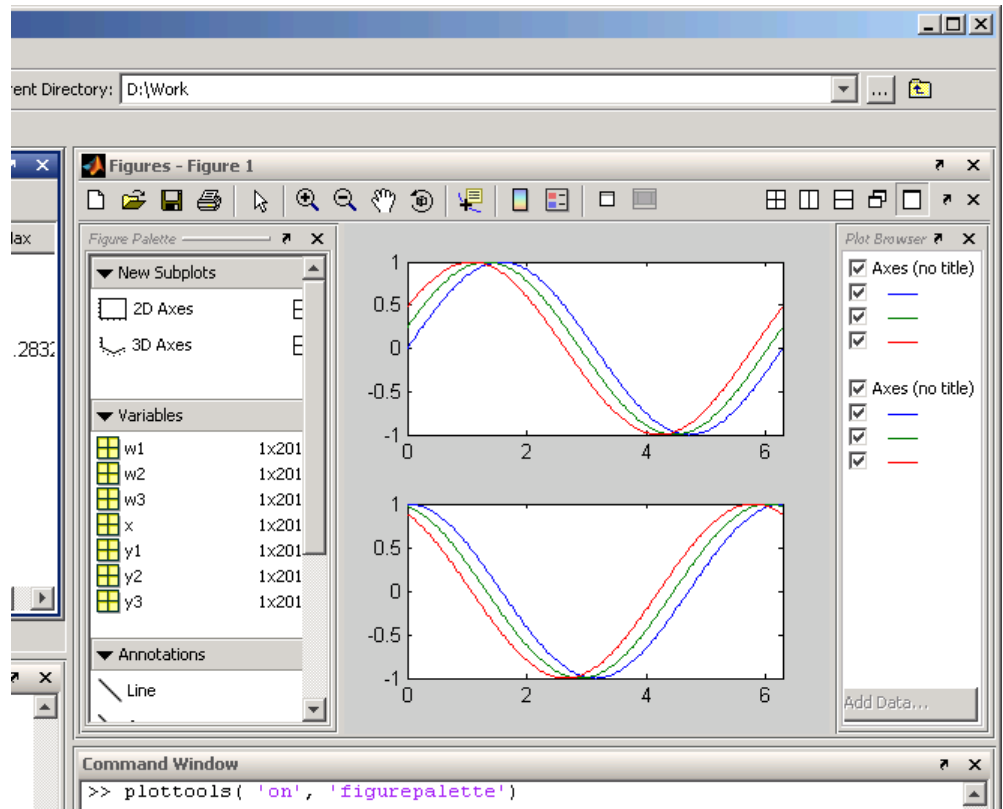 rent Directory: D:\Work ...
Figures - Figure 1
Max
.2832
Figure Palette
New Subplots
2D Axes
3D Axes
Variables
w1 1x201
w2 1x201
w3 1x201
x 1x201
y1 1x201
y2 1x201
y3 1x201
Annotations
Line
1
0.5
0
-0.5
-1
0 2 4 6
1
0.5
0
-0.5
-1
0 2 4 6
Plot Browser
Axes (no title)
Axes (no title)
Add Data...
Command Window
>> plottools( 'on', 'figurepalette')